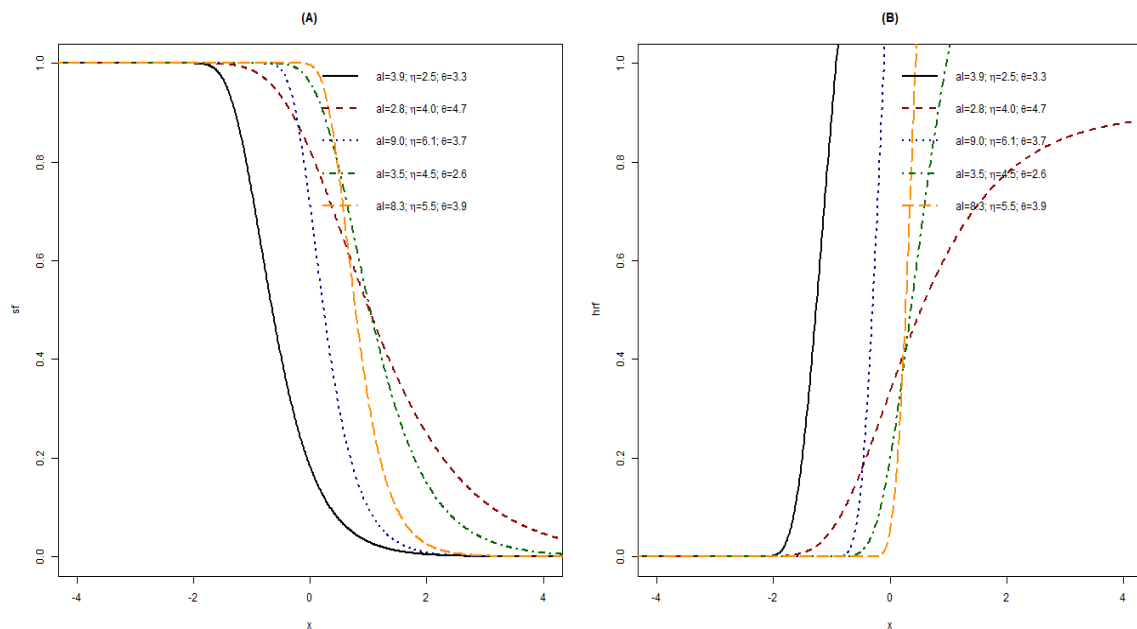 (A)
sf
1.0
0.8
0.6
0.4
0.2
0.0
al=3.9; η=2.5; θ=3.3
al=2.8; η=4.0; θ=4.7
al=9.0; η=6.1; θ=3.7
al=3.5; η=4.5; θ=2.6
al=8.3; η=5.5; θ=3.9
-4 -2 0 2 4
x
(B)
hrf
1.0
0.8
0.6
0.4
0.2
0.0
al=3.9; η=2.5; θ=3.3
al=2.8; η=4.0; θ=4.7
al=9.0; η=6.1; θ=3.7
al=3.5; η=4.5; θ=2.6
al=8.3; η=5.5; θ=3.9
-4 -2 0 2 4
x